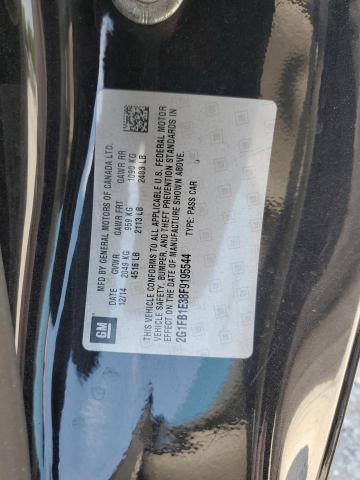 GM
MFD BY GENERAL MOTORS OF CANADA LTD.
DATE GVWR GAWR FRT GAWR RR
12/14 2049 KG 959 KG 1090 KG
4516 LB 2113 LB 2403 LB
THIS VEHICLE CONFORMS TO ALL APPLICABLE U.S. FEDERAL MOTOR
VEHICLE SAFETY, BUMPER, AND THEFT PREVENTION STANDARDS IN
EFFECT ON THE DATE OF MANUFACTURE SHOWN ABOVE.
2G1FB1E38F9195544 TYPE: PASS CAR